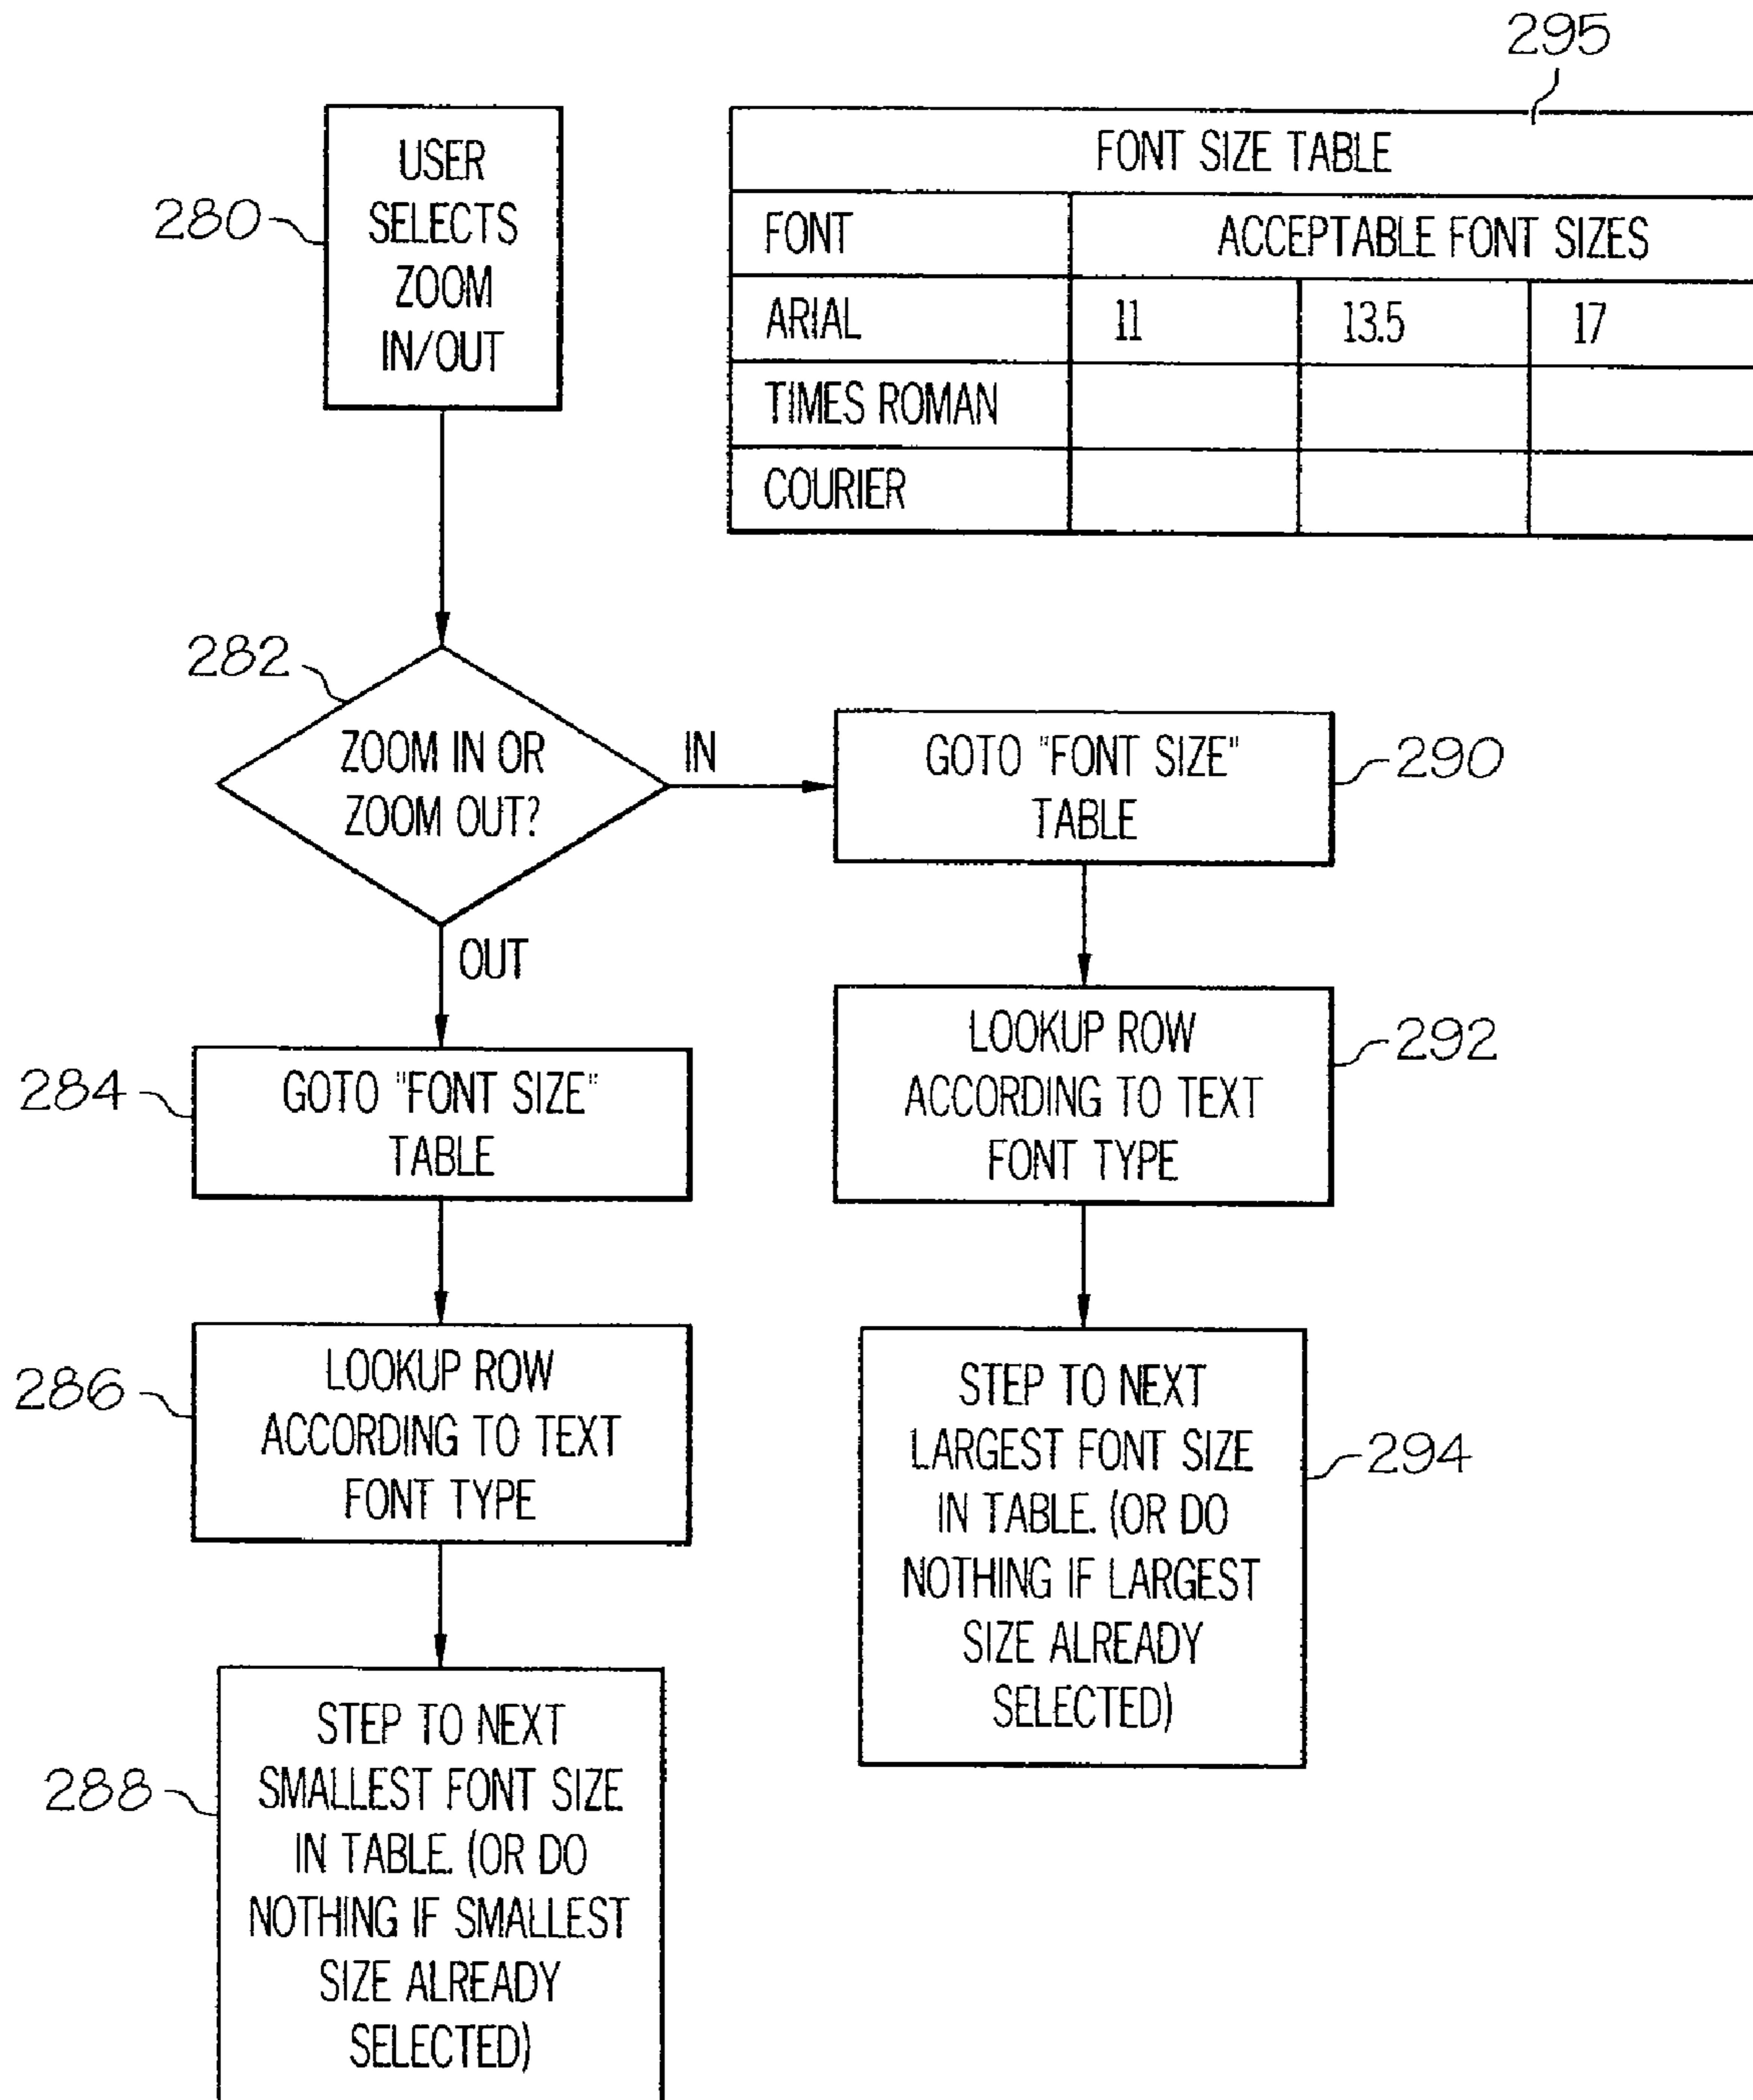 295
USER
SELECTS
ZOOM
IN/OUT
280
FONT SIZE TABLE
FONT ACCEPTABLE FONT SIZES
ARIAL 11 13.5 17
TIMES ROMAN
COURIER
282
ZOOM IN OR
ZOOM OUT?
IN
OUT
GOTO "FONT SIZE"
TABLE
290
LOOKUP ROW
ACCORDING TO TEXT
FONT TYPE
292
STEP TO NEXT
LARGEST FONT SIZE
IN TABLE. (OR DO
NOTHING IF LARGEST
SIZE ALREADY
SELECTED)
294
284
GOTO "FONT SIZE"
TABLE
286
LOOKUP ROW
ACCORDING TO TEXT
FONT TYPE
288
STEP TO NEXT
SMALLEST FONT SIZE
IN TABLE. (OR DO
NOTHING IF SMALLEST
SIZE ALREADY
SELECTED)